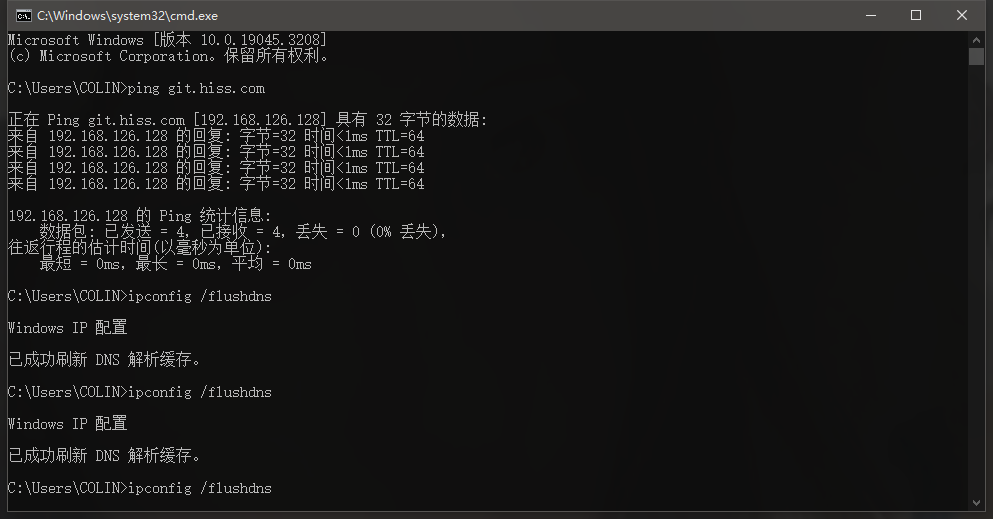 C:\Windows\system32\cmd.exe
Microsoft Windows [版本 10.0.19045.3208]
(c) Microsoft Corporation。保留所有权利。
C:\Users\COLIN>ping git.hiss.com
正在 Ping git.hiss.com [192.168.126.128] 具有 32 字节的数据:
来自 192.168.126.128 的回复: 字节=32 时间<1ms TTL=64
来自 192.168.126.128 的回复: 字节=32 时间<1ms TTL=64
来自 192.168.126.128 的回复: 字节=32 时间<1ms TTL=64
来自 192.168.126.128 的回复: 字节=32 时间<1ms TTL=64
192.168.126.128 的 Ping 统计信息:
数据包: 已发送 = 4，已接收 = 4，丢失 = 0 (0% 丢失)，
往返行程的估计时间(以毫秒为单位):
最短 = 0ms，最长 = 0ms，平均 = 0ms
C:\Users\COLIN>ipconfig /flushdns
Windows IP 配置
已成功刷新 DNS 解析缓存。
C:\Users\COLIN>ipconfig /flushdns
Windows IP 配置
已成功刷新 DNS 解析缓存。
C:\Users\COLIN>ipconfig /flushdns